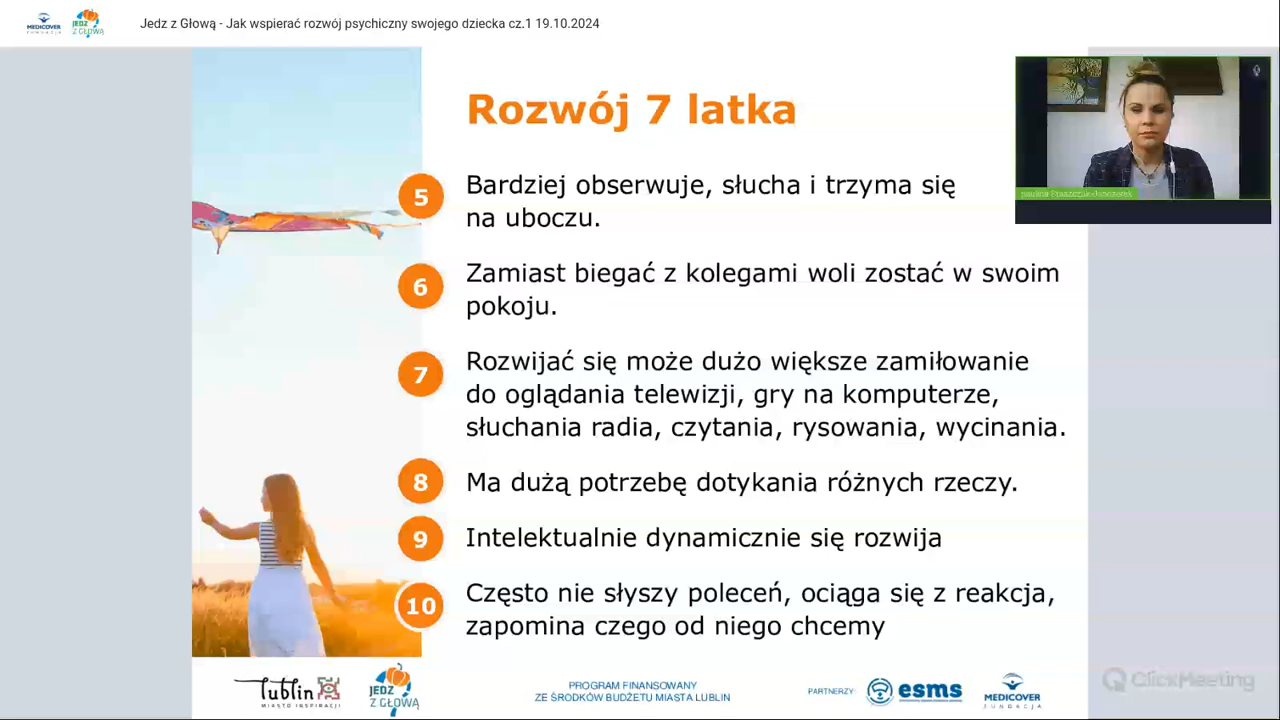 MEDICOVER
FUNDACJA
JEDZ
Z GŁOWĄ
Jedz z Głową - Jak wspierać rozwój psychiczny swojego dziecka cz.1 19.10.2024
Rozwój 7 latka
5
Bardziej obserwuje, słucha i trzyma się
na uboczu.
6
Zamiast biegać z kolegami woli zostać w swoim
pokoju.
7
Rozwijać się może dużo większe zamiłowanie
do oglądania telewizji, gry na komputerze,
słuchania radia, czytania, rysowania, wycinania.
8
Ma dużą potrzebę dotykania różnych rzeczy.
9
Intelektualnie dynamicznie się rozwija
10
Często nie słyszy poleceń, ociąga się z reakcja,
zapomina czego od niego chcemy
lublin
MIASTO INSPIRACJI
JEDZ
Z GŁOWĄ
PROGRAM FINANSOWANY
ZE ŚRODKÓW BUDŻETU MIASTA LUBLIN
PARTNERZY:
esms
MEDICOVER
FUNDACJA
ClickMeeting